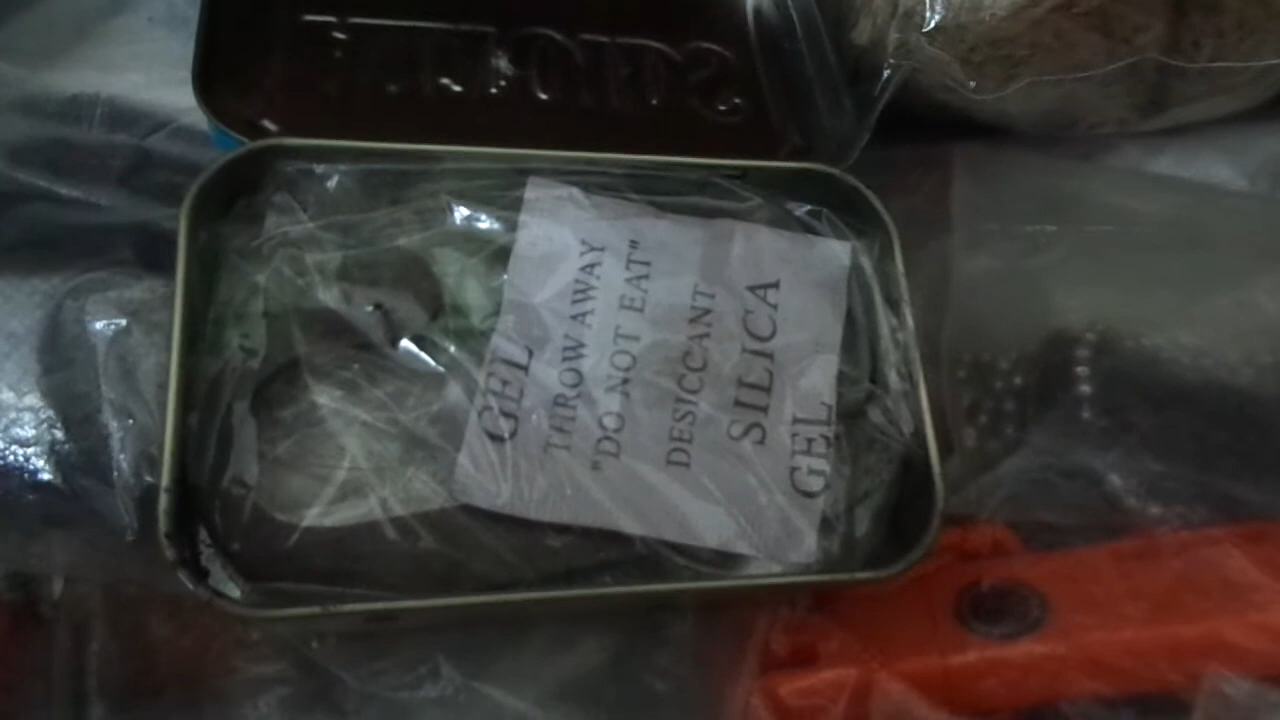 GEL
THROW AWAY
"DO NOT EAT"
DESICCANT
SILICA
GEL